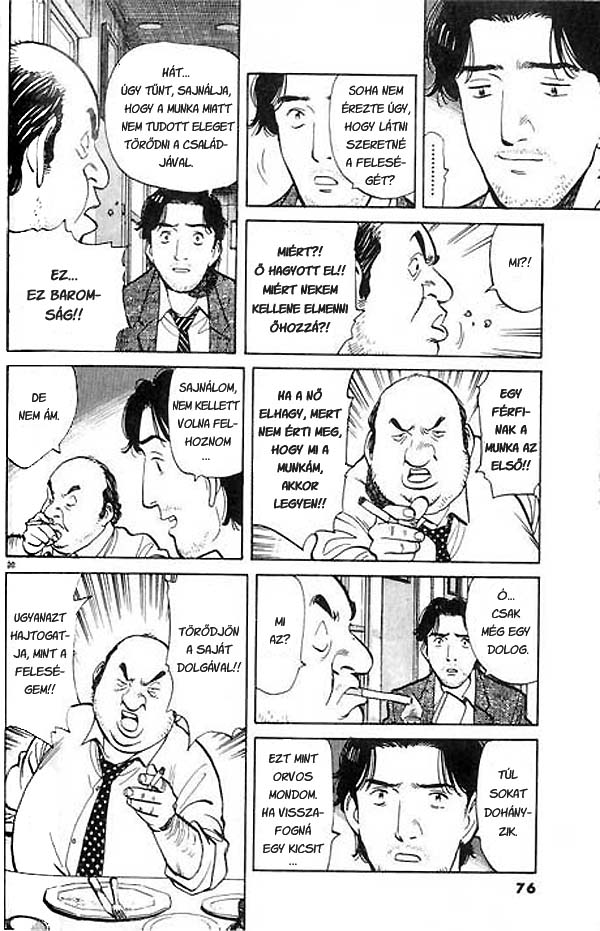 ..........
SOHA NEM
ÉREZTE ÚGY,
HOGY LÁTNI
SZERETNÉ
A FELESÉ-
GÉT?
MI?!
MIÉRT?!
Ő HAGYOTT EL!!
MIÉRT NEKEM
KELLENE ELMENNI
ŐHOZZÁ?!
HÁT...
ÚGY TŰNT, SAJNÁLJA,
HOGY A MUNKA MIATT
NEM TUDOTT ELEGET
TÖRŐDNI A CSALÁD-
JÁVAL.
EZ...
EZ BAROM-
SÁG!!
EGY
FÉRFI-
NAK A
MUNKA AZ
ELSŐ!!
HA A NŐ
ELHAGY, MERT
NEM ÉRTI MEG,
HOGY MI A
MUNKÁM,
AKKOR
LEGYEN!!
SAJNÁLOM,
NEM KELLETT
VOLNA FEL-
HOZNOM
...
DE
NEM ÁM.
Ó...
CSAK
MÉG EGY
DOLOG.
MI
AZ?
TÚL
SOKAT
DOHÁNY-
ZIK.
EZT MINT
ORVOS
MONDOM.
HA VISSZA-
FOGNÁ
EGY KICSIT
...
TÖRŐDJÖN
A SAJÁT
DOLGÁVAL!!
UGYANAZT
HAJTOGAT-
JA, MINT A
FELESÉ-
GEM!!
76